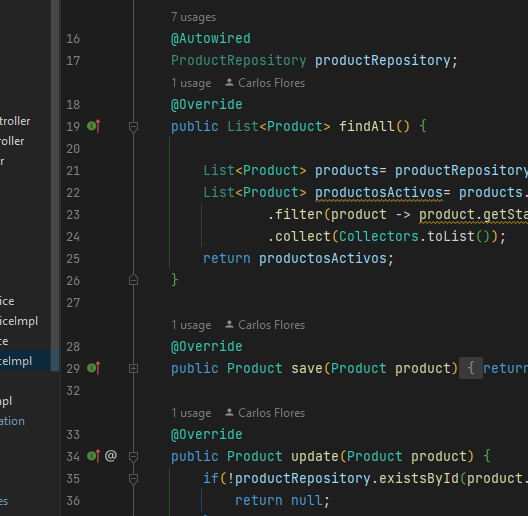 7 usages
16 @Autowired
17 ProductRepository productRepository;
1 usage Carlos Flores
18 @Override
19 public List<Product> findAll() {
20
21 List<Product> products= productRepository
22 List<Product> productosActivos= products.
23 .filter(product -> product.getSta
24 .collect(Collectors.toList());
25 return productosActivos;
26 }
27
1 usage Carlos Flores
28 @Override
29 public Product save(Product product) { return
32
1 usage Carlos Flores
33 @Override
34 @ public Product update(Product product) {
35 if(!productRepository.existsById(product.
36 return null;
troller
roller
r
ice
iceImpl
ce
ceImpl
mpl
ation
es